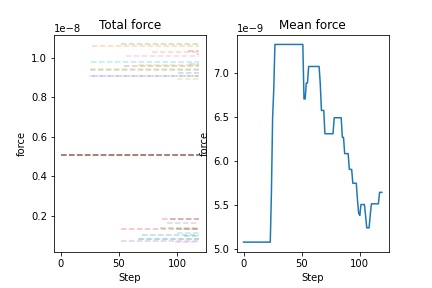 Total force
Mean force
1e−8
1e−9
1.0
0.8
0.6
0.4
0.2
force
0
50
100
Step
7.0
6.5
6.0
5.5
5.0
force
0
50
100
Step